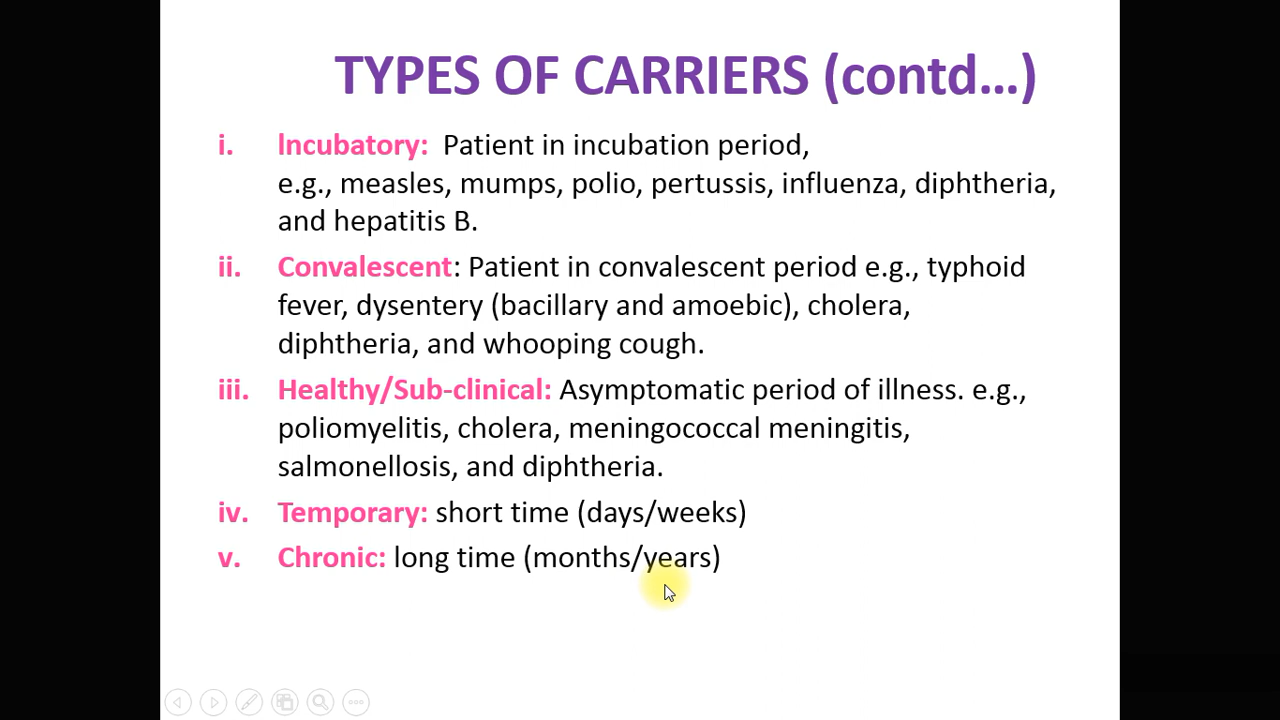 TYPES OF CARRIERS (contd...)
i. Incubatory: Patient in incubation period,
e.g., measles, mumps, polio, pertussis, influenza, diphtheria,
and hepatitis B.
ii. Convalescent: Patient in convalescent period e.g., typhoid
fever, dysentery (bacillary and amoebic), cholera,
diphtheria, and whooping cough.
iii. Healthy/Sub-clinical: Asymptomatic period of illness. e.g.,
poliomyelitis, cholera, meningococcal meningitis,
salmonellosis, and diphtheria.
iv. Temporary: short time (days/weeks)
v. Chronic: long time (months/years)